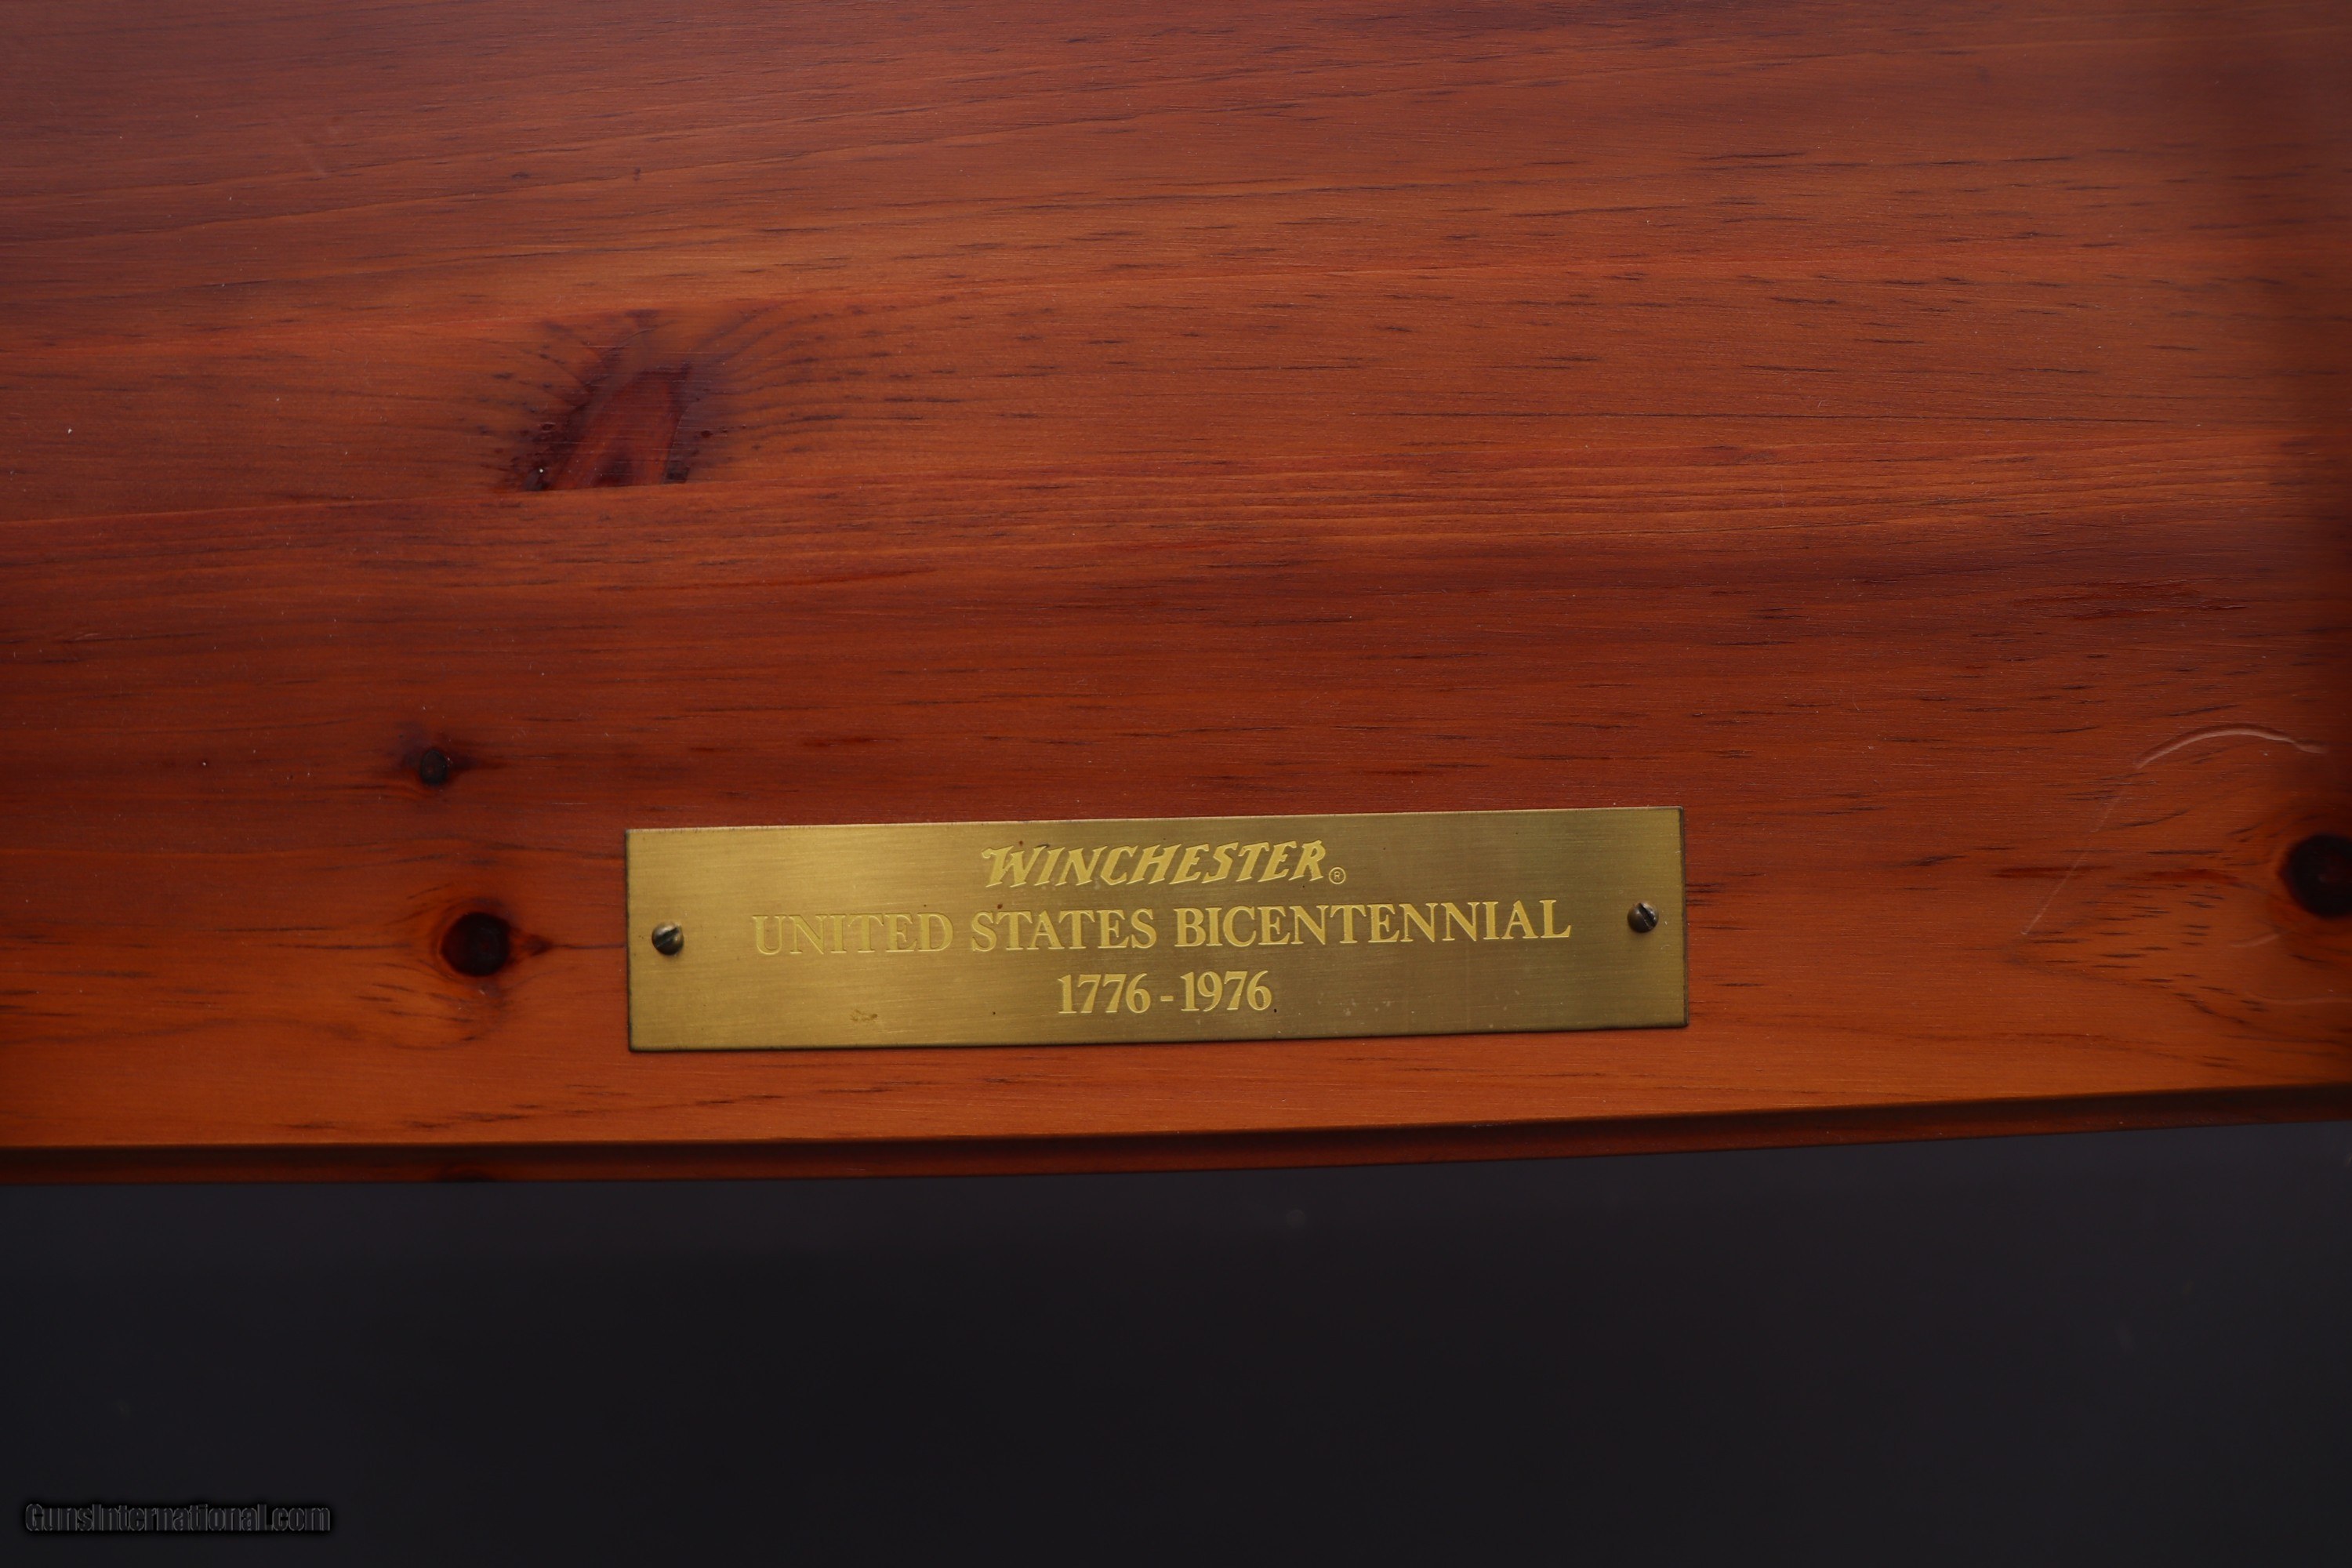 WINCHESTER®
UNITED STATES BICENTENNIAL
1776-1976
GunsInternational.com